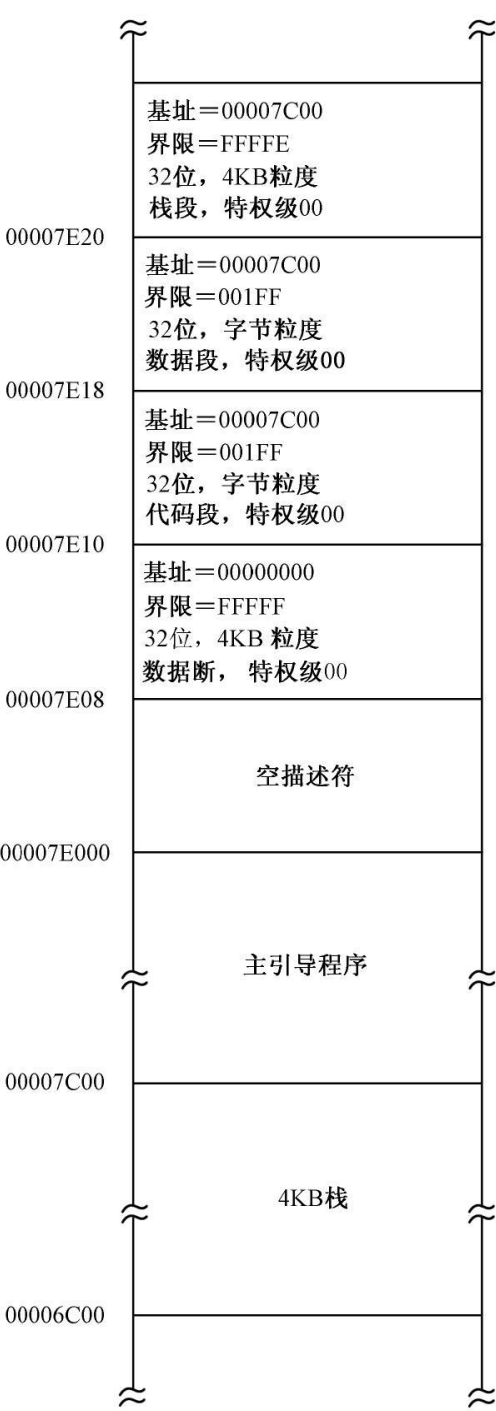 基址＝00007C00
界限＝FFFFE
32位，4KB粒度
栈段，特权级00
00007E20
基址＝00007C00
界限＝001FF
32位，字节粒度
数据段，特权级00
00007E18
基址＝00007C00
界限＝001FF
32位，字节粒度
代码段，特权级00
00007E10
基址＝00000000
界限＝FFFFF
32位，4KB 粒度
数据断， 特权级00
00007E08
空描述符
00007E000
主引导程序
00007C00
4KB栈
00006C00